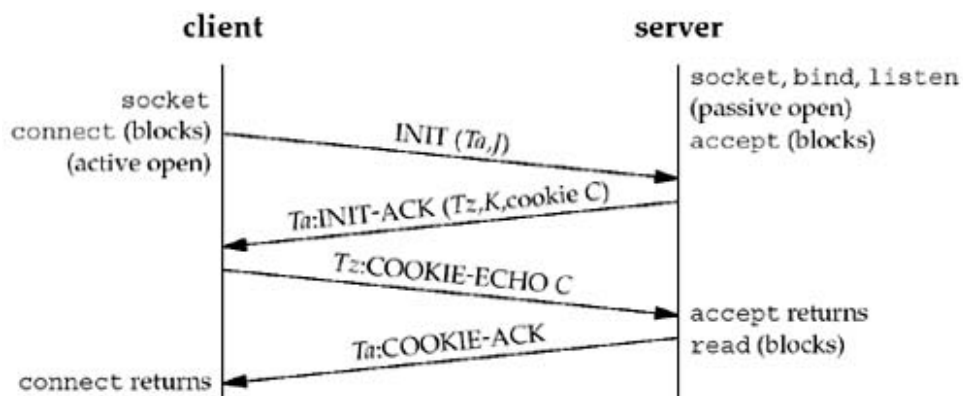 client
server
socket
connect (blocks)
(active open)
socket, bind, listen
(passive open)
accept (blocks)
INIT (Ta,J)
Ta:INIT-ACK (Tz,K,cookie C)
Tz:COOKIE-ECHO C
accept returns
read (blocks)
Ta:COOKIE-ACK
connect returns